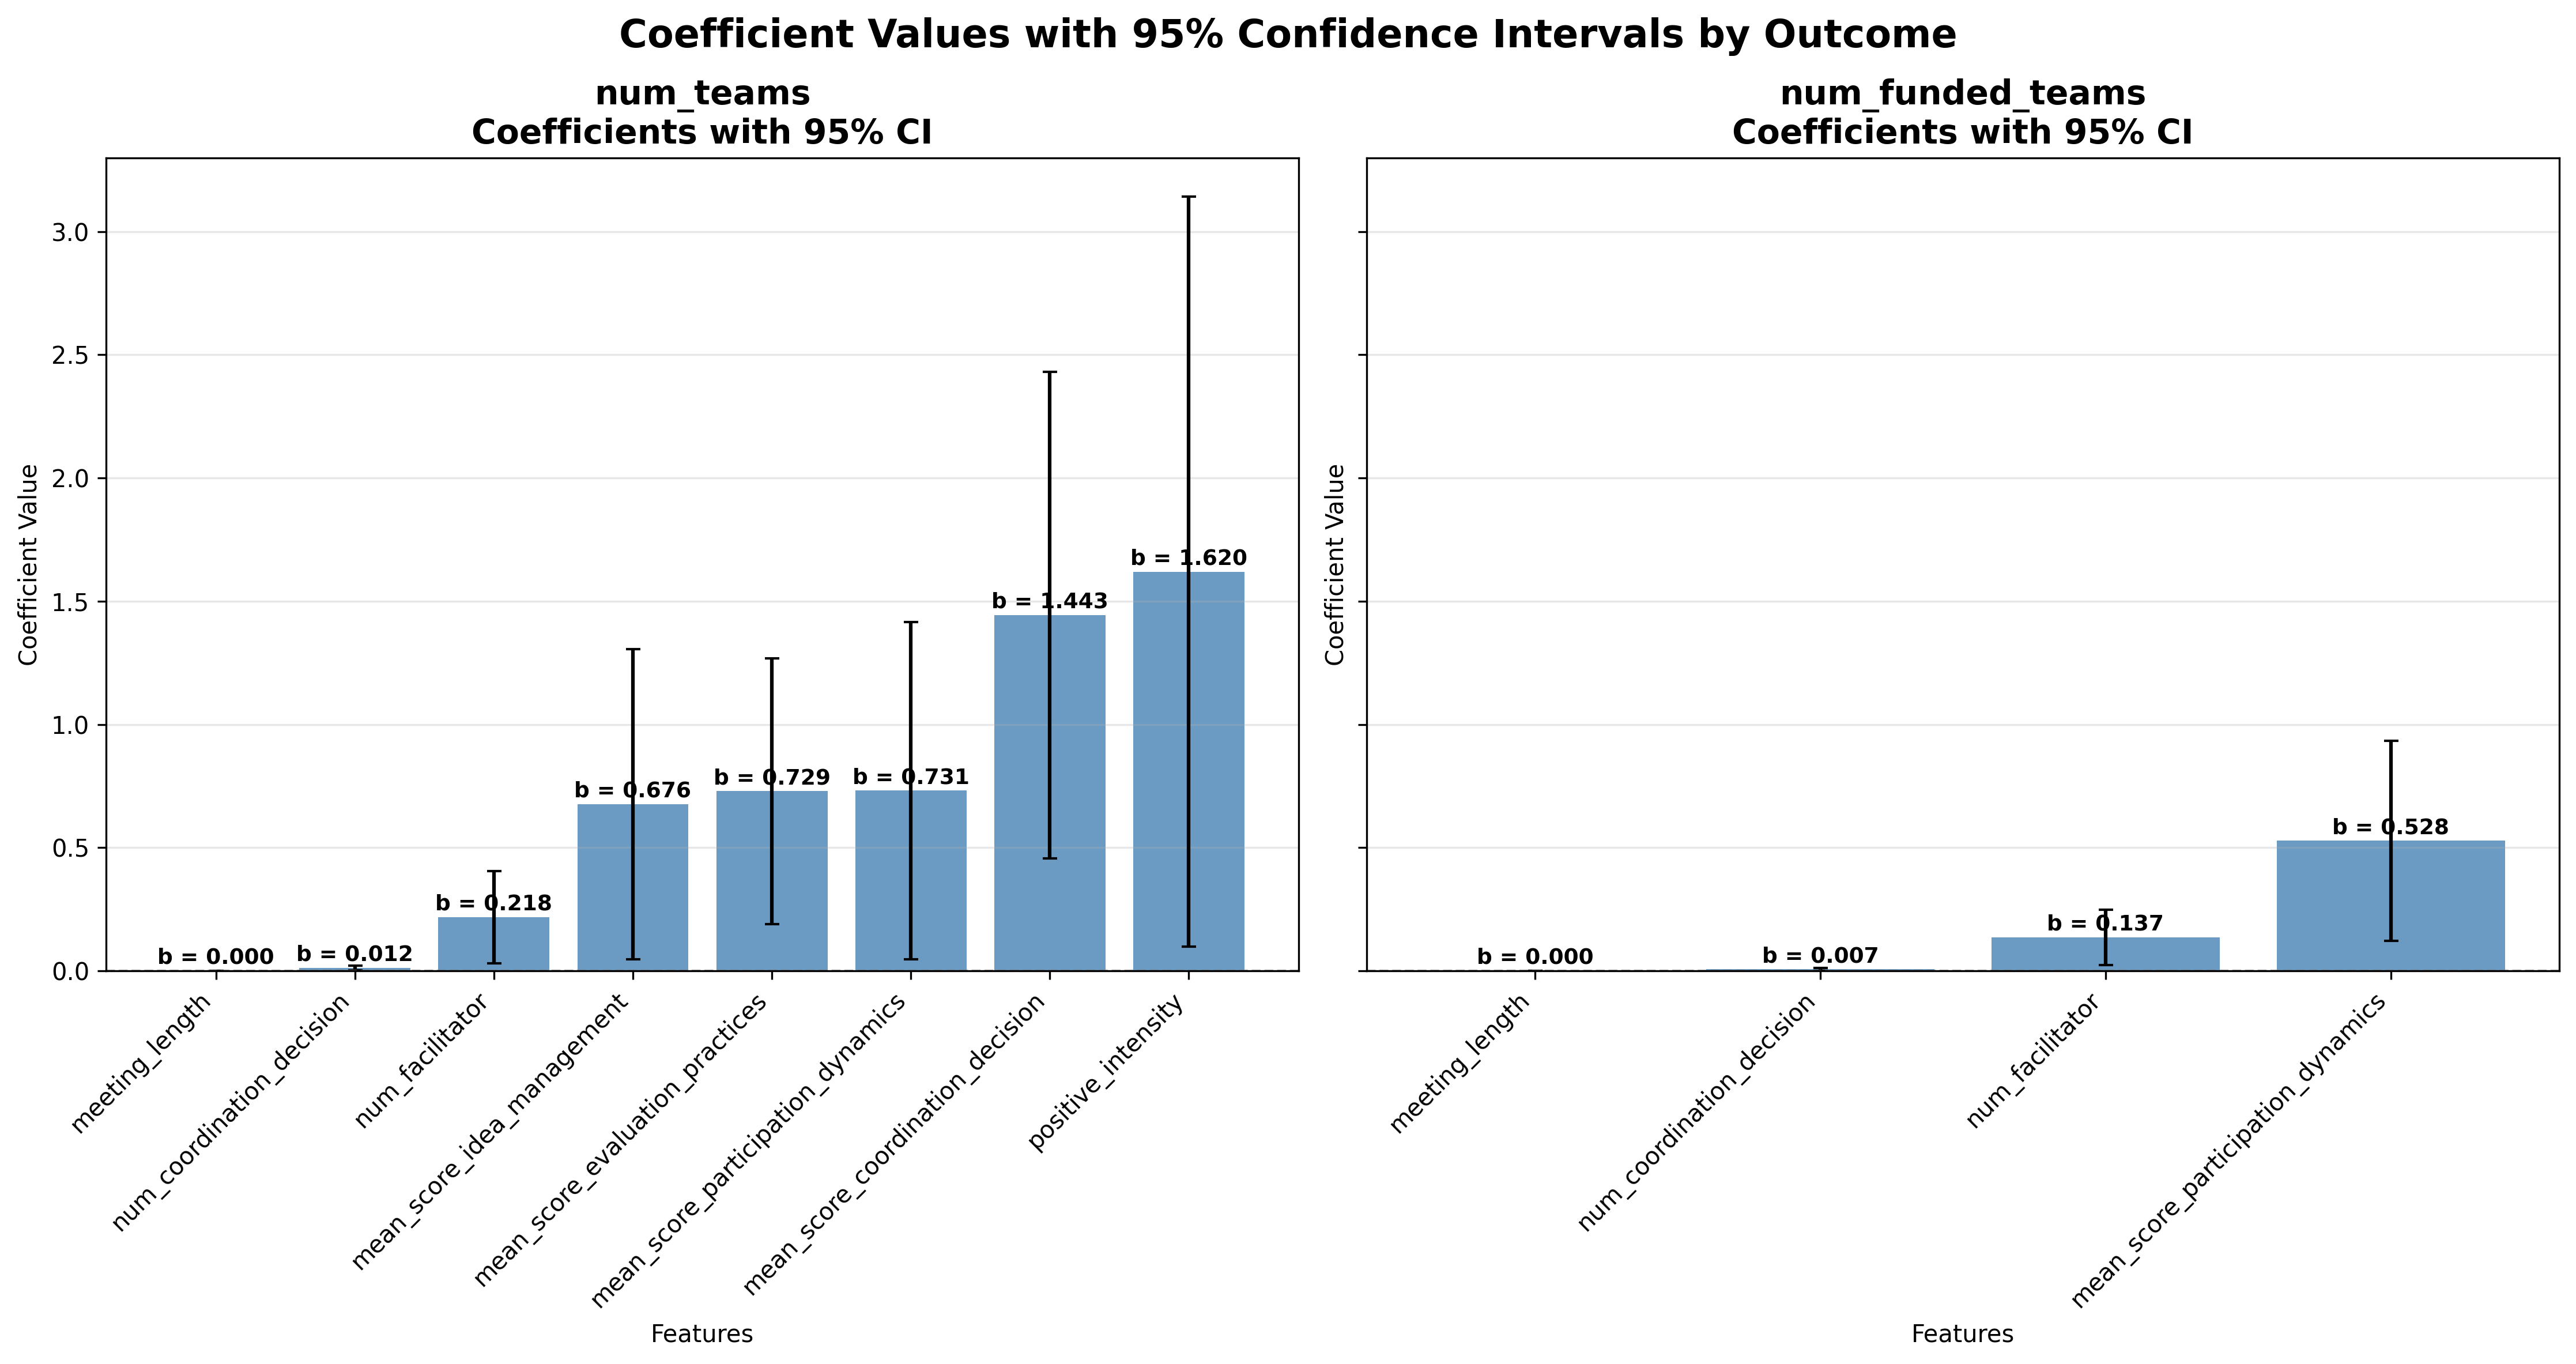 Coefficient Values with 95% Confidence Intervals by Outcome
num_teams
Coefficients with 95% CI
Coefficient Value
3.0
2.5
2.0
1.5
1.0
0.5
0.0
b = 0.000
b = 0.012
b = 0.218
b = 0.676
b = 0.729
b = 0.731
b = 1.443
b = 1.620
meeting_length
num_coordination_decision
num_facilitator
mean_score_idea_management
mean_score_evaluation_practices
mean_score_participation_dynamics
mean_score_coordination_decision
positive_intensity
Features
num_funded_teams
Coefficients with 95% CI
Coefficient Value
b = 0.000
b = 0.007
b = 0.137
b = 0.528
meeting_length
num_coordination_decision
num_facilitator
mean_score_participation_dynamics
Features